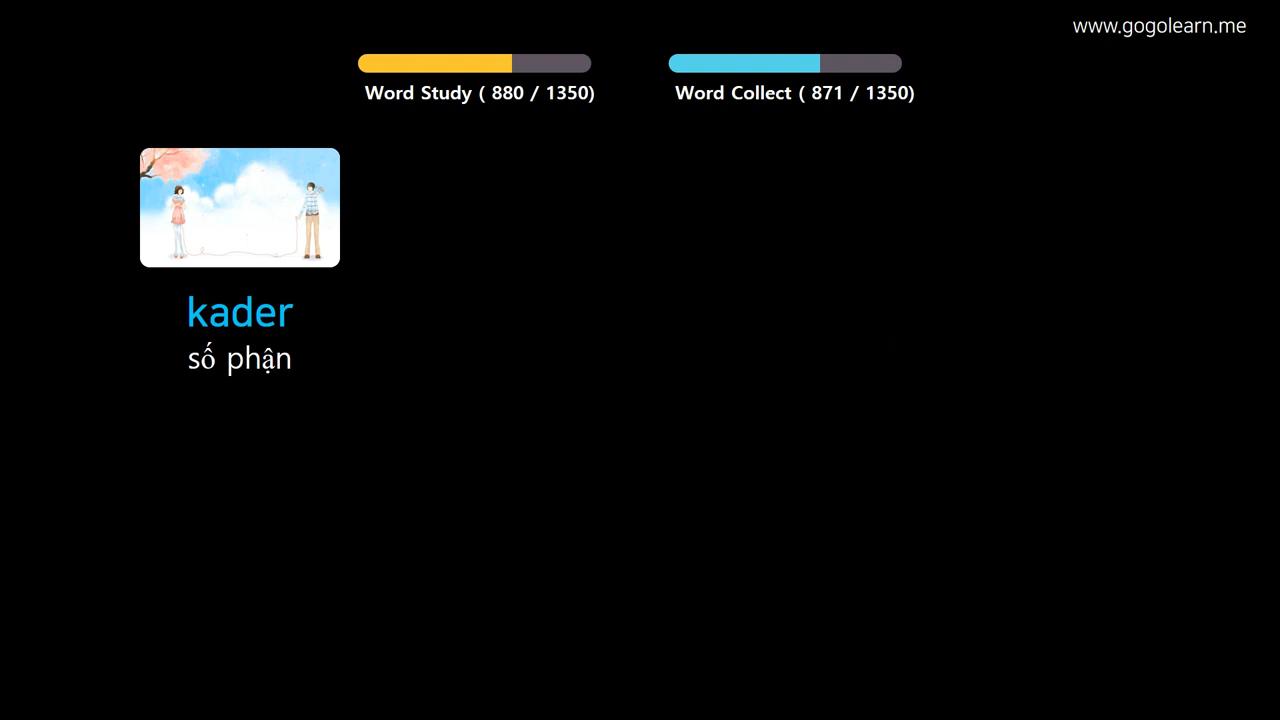 www.gogolearn.me
Word Study ( 880 / 1350)
Word Collect ( 871 / 1350)
kader
số phận